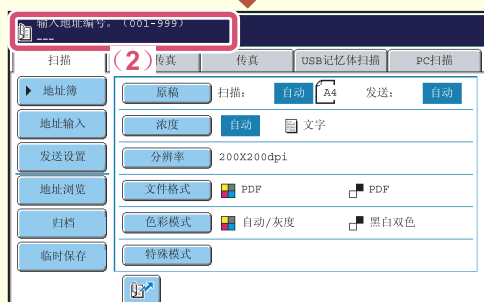 输入地址编号。(001-999)
---
扫描 (2) 传真 传真 USB记忆体扫描 PC扫描
地址簿 原稿 扫描: 自动 A4 发送: 自动
地址输入 浓度 自动 文字
发送设置 分辨率 200X200dpi
地址浏览 文件格式 PDF PDF
归档 色彩模式 自动/灰度 黑白双色
临时保存 特殊模式